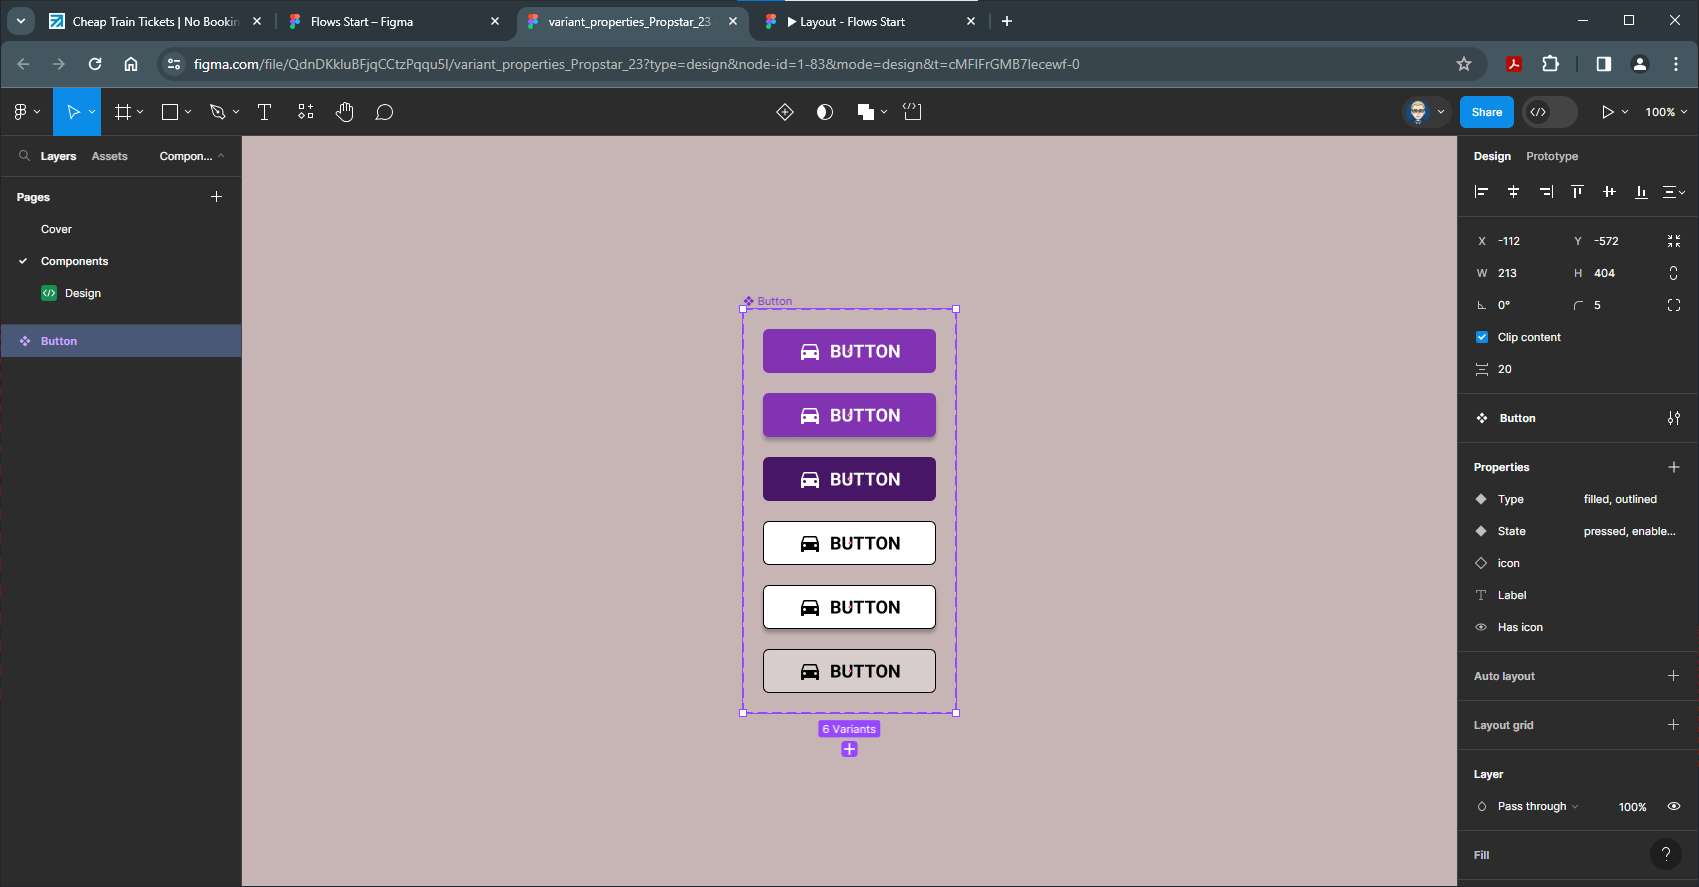 Cheap Train Tickets | No Bookin
Flows Start – Figma
variant_properties_Propstar_23
Layout - Flows Start
figma.com/file/QdnDKkluBFjqCCtzPqqu5l/variant_properties_Propstar_23?type=design&node-id=1-83&mode=design&t=cMFIFrGMB7lecewf-0
Share
100%
Layers
Assets
Compon...
Design
Prototype
Pages
Cover
Components
Design
Button
X -112
Y -572
W 213
H 404
0°
5
Clip content
20
Button
Properties
Type filled, outlined
State pressed, enable...
icon
Label
Has icon
Auto layout
Layout grid
Layer
Pass through
100%
Fill
?
Button
BUTTON
BUTTON
BUTTON
BUTTON
BUTTON
BUTTON
6 Variants